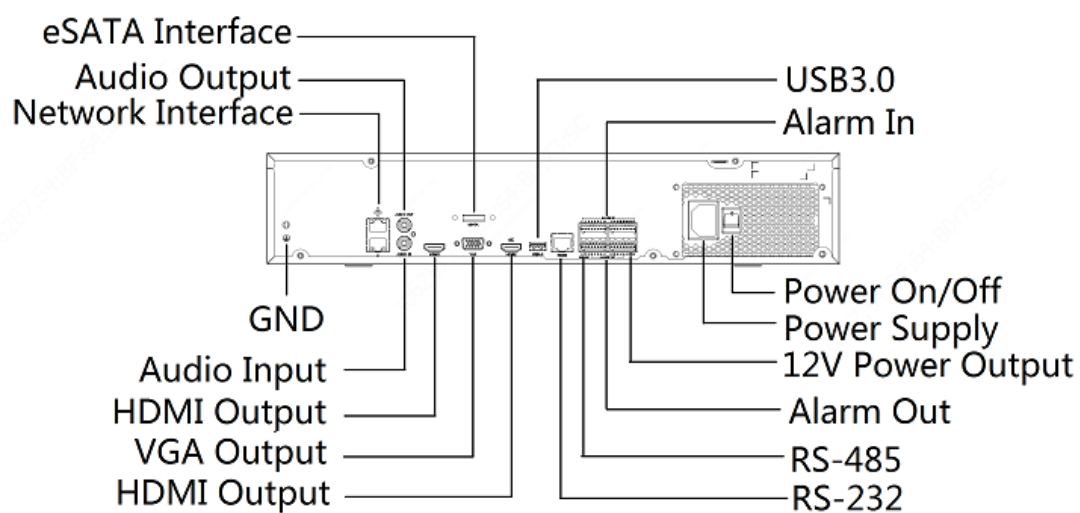 eSATA Interface
Audio Output
Network Interface
USB3.0
Alarm In
GND
Audio Input
HDMI Output
VGA Output
HDMI Output
Power On/Off
Power Supply
12V Power Output
Alarm Out
RS-485
RS-232